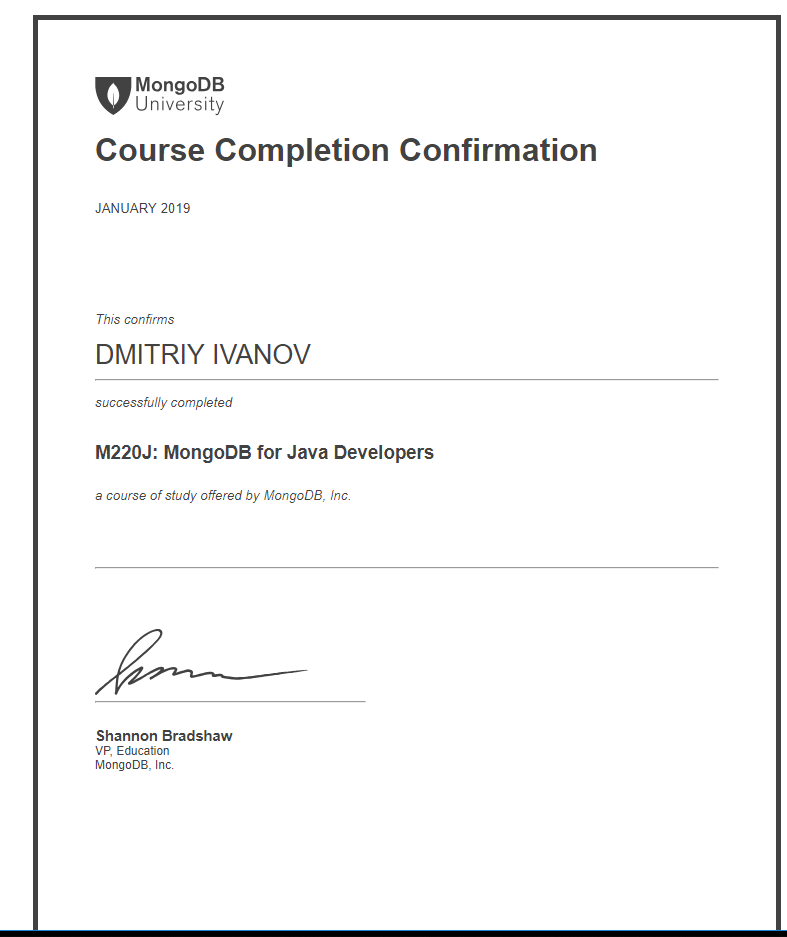 MongoDB
University
Course Completion Confirmation
JANUARY 2019
This confirms
DMITRIY IVANOV
successfully completed
M220J: MongoDB for Java Developers
a course of study offered by MongoDB, Inc.
Shannon Bradshaw
VP, Education
MongoDB, Inc.